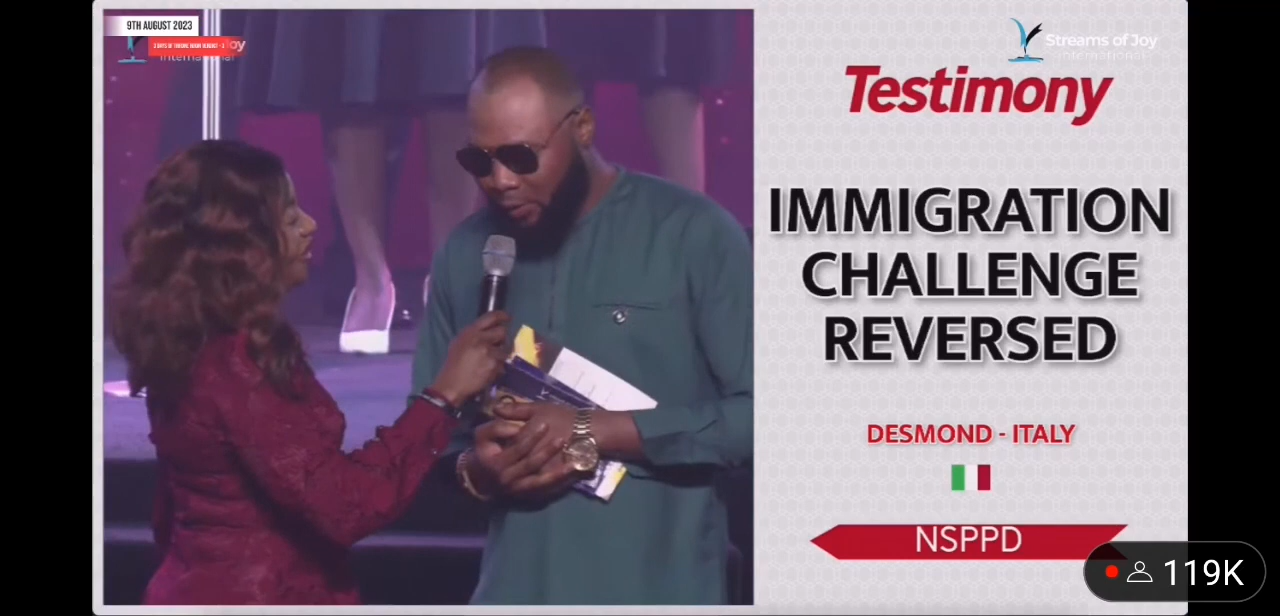 9TH AUGUST 2023
Streams of Joy
International
Testimony
IMMIGRATION
CHALLENGE
REVERSED
DESMOND - ITALY
NSPPD
119K